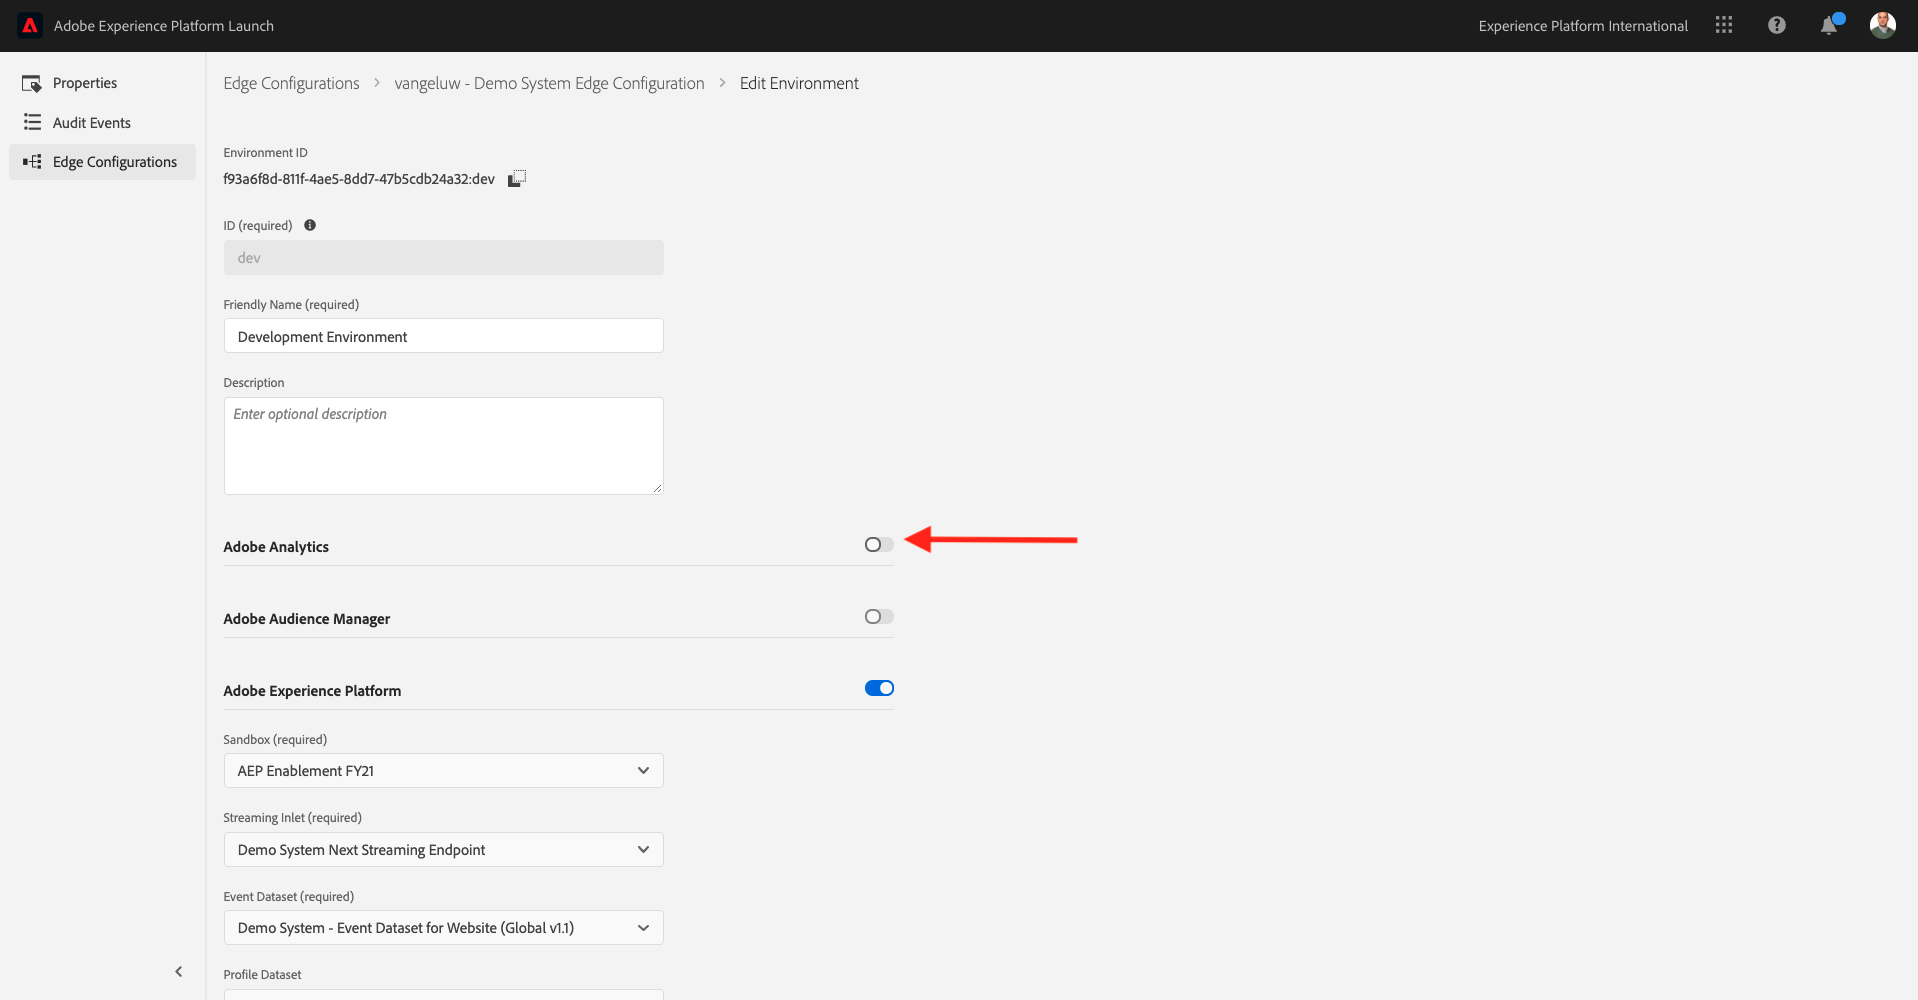 Adobe Experience Platform Launch
Experience Platform International
Properties
Audit Events
Edge Configurations
Edge Configurations > vangeluw - Demo System Edge Configuration > Edit Environment
Environment ID
f93a6f8d-811f-4ae5-8dd7-47b5cdb24a32:dev
ID (required)
dev
Friendly Name (required)
Development Environment
Description
Enter optional description
Adobe Analytics
Adobe Audience Manager
Adobe Experience Platform
Sandbox (required)
AEP Enablement FY21
Streaming Inlet (required)
Demo System Next Streaming Endpoint
Event Dataset (required)
Demo System - Event Dataset for Website (Global v1.1)
Profile Dataset